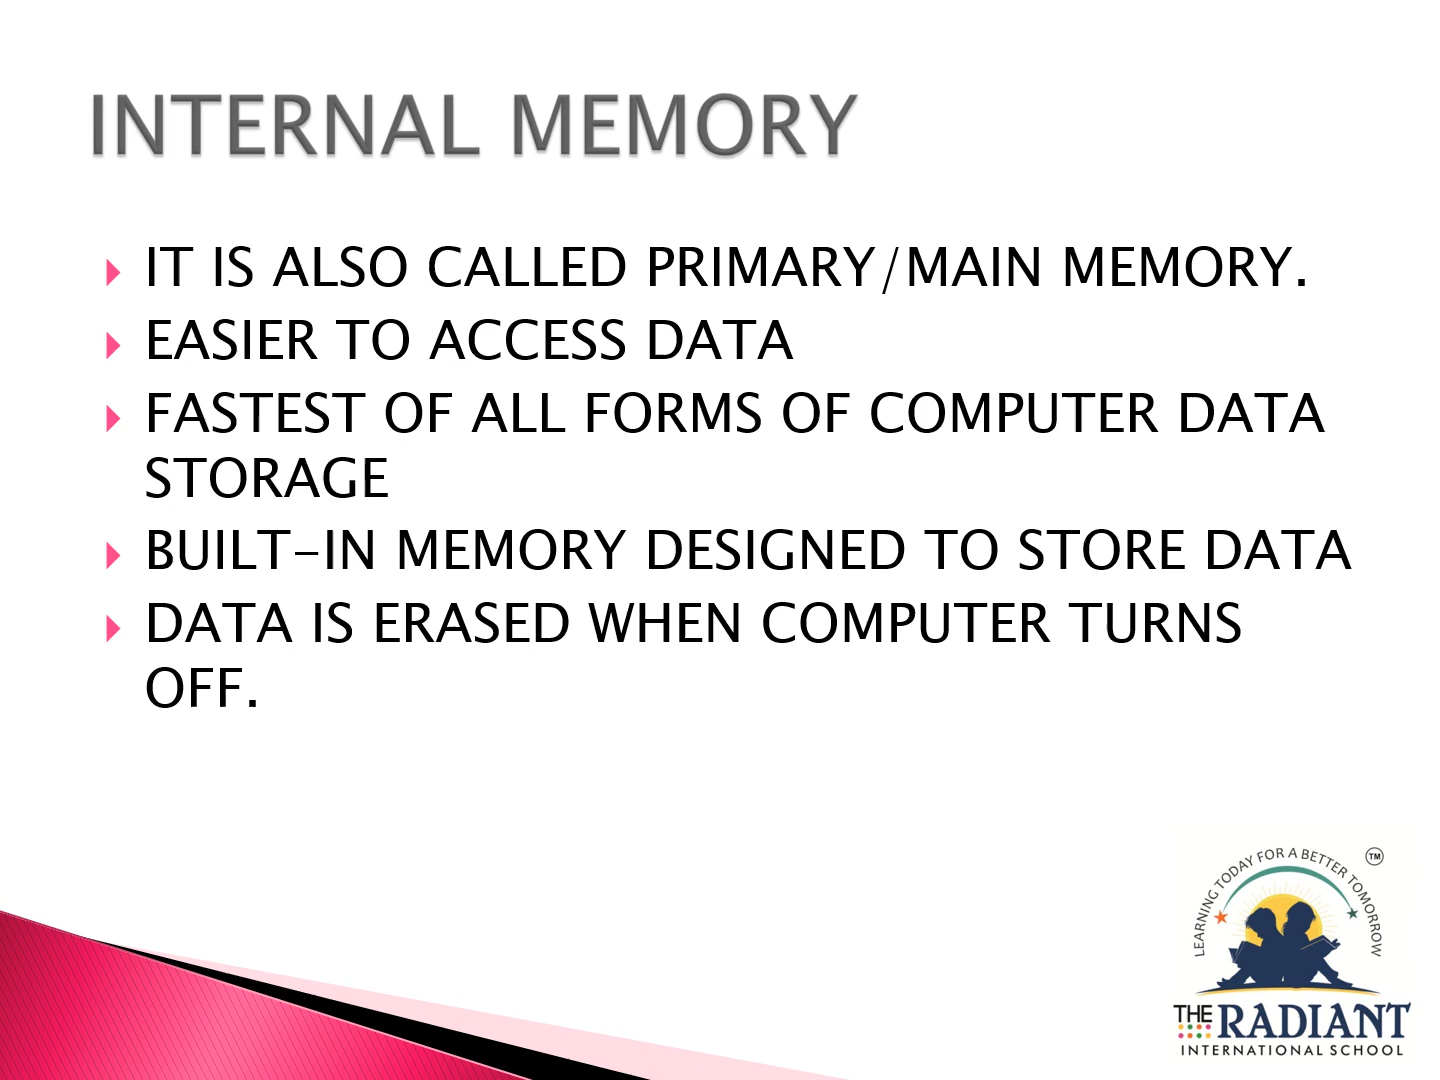 INTERNAL MEMORY
IT IS ALSO CALLED PRIMARY/MAIN MEMORY.
EASIER TO ACCESS DATA
FASTEST OF ALL FORMS OF COMPUTER DATA
STORAGE
BUILT-IN MEMORY DESIGNED TO STORE DATA
DATA IS ERASED WHEN COMPUTER TURNS
OFF.
LEARNING TODAY FOR A BETTER TOMORROW
TM
THE RADIANT
INTERNATIONAL SCHOOL